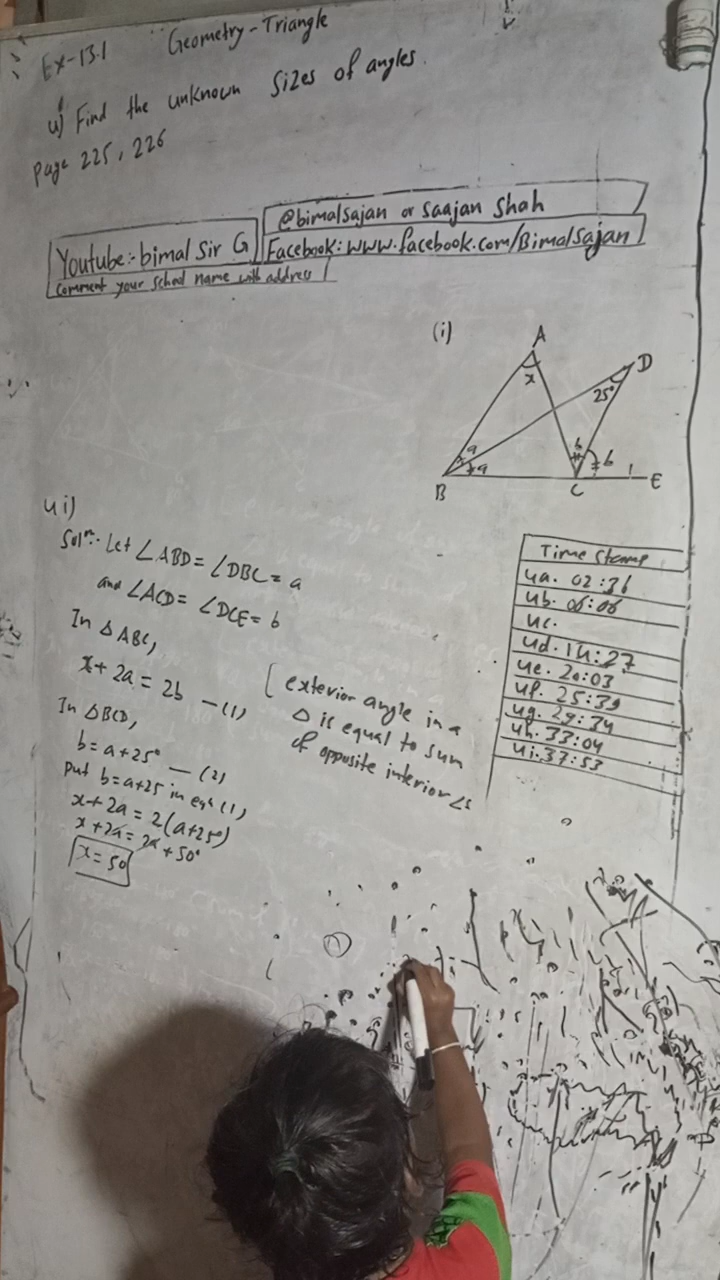 Ex-13.1 Geometry-Triangle
4) Find the unknown sizes of angles.
Page 225, 226
Youtube:- bimal Sir G
@bimalsajan or Saajan Shah
Facebook: www.facebook.com/BimalSajan
Comment your School name with address
(i)
A
x
D
25°
a
a
b
b
B
C
E
4 i)
Solⁿ:- Let ∠ABD = ∠DBC = a
and ∠ACD = ∠DCE = b
In △ABC,
x + 2a = 2b — (1)
[exterior angle in a
△ is equal to sum
of opposite interior ∠s
In △BCD,
b = a + 25° — (2)
Put b = a+25 in eqⁿ (1)
x + 2a = 2(a+25°)
x + 2a = 2a + 50°
x = 50
Time Stamp
4a. 02:36
4b. 06:06
4c.
4d. 14:27
4e. 20:03
4f. 25:39
4g. 29:34
4h. 33:04
4i. 37:53